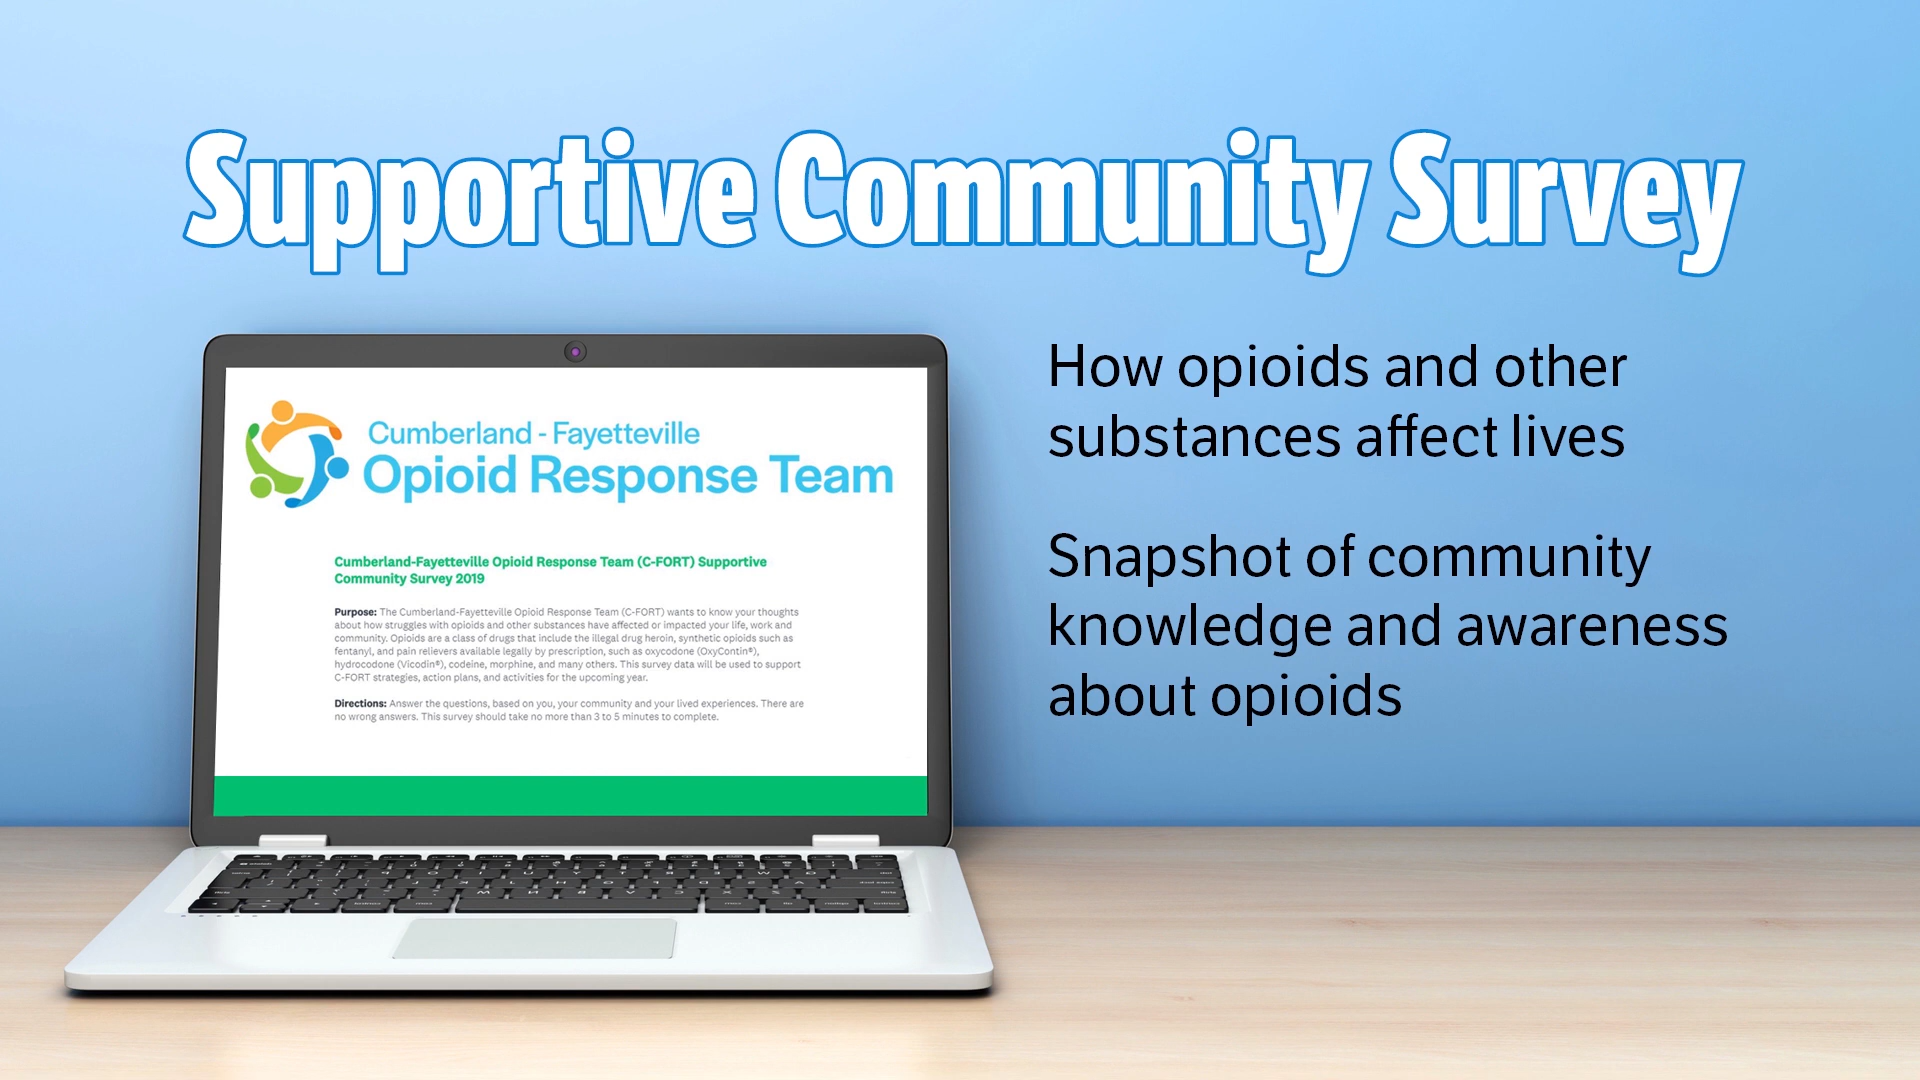 Supportive Community Survey
How opioids and other
substances affect lives
Snapshot of community
knowledge and awareness
about opioids
Cumberland - Fayetteville
Opioid Response Team
Cumberland-Fayetteville Opioid Response Team (C-FORT) Supportive
Community Survey 2019
Purpose: The Cumberland-Fayetteville Opioid Response Team (C-FORT) wants to know your thoughts
about how struggles with opioids and other substances have affected or impacted your life, work and
community. Opioids are a class of drugs that include the illegal drug heroin, synthetic opioids such as
fentanyl, and pain relievers available legally by prescription, such as oxycodone (OxyContin®),
hydrocodone (Vicodin®), codeine, morphine, and many others. This survey data will be used to support
C-FORT strategies, action plans, and activities for the upcoming year.
Directions: Answer the questions, based on you, your community and your lived experiences. There are
no wrong answers. This survey should take no more than 3 to 5 minutes to complete.